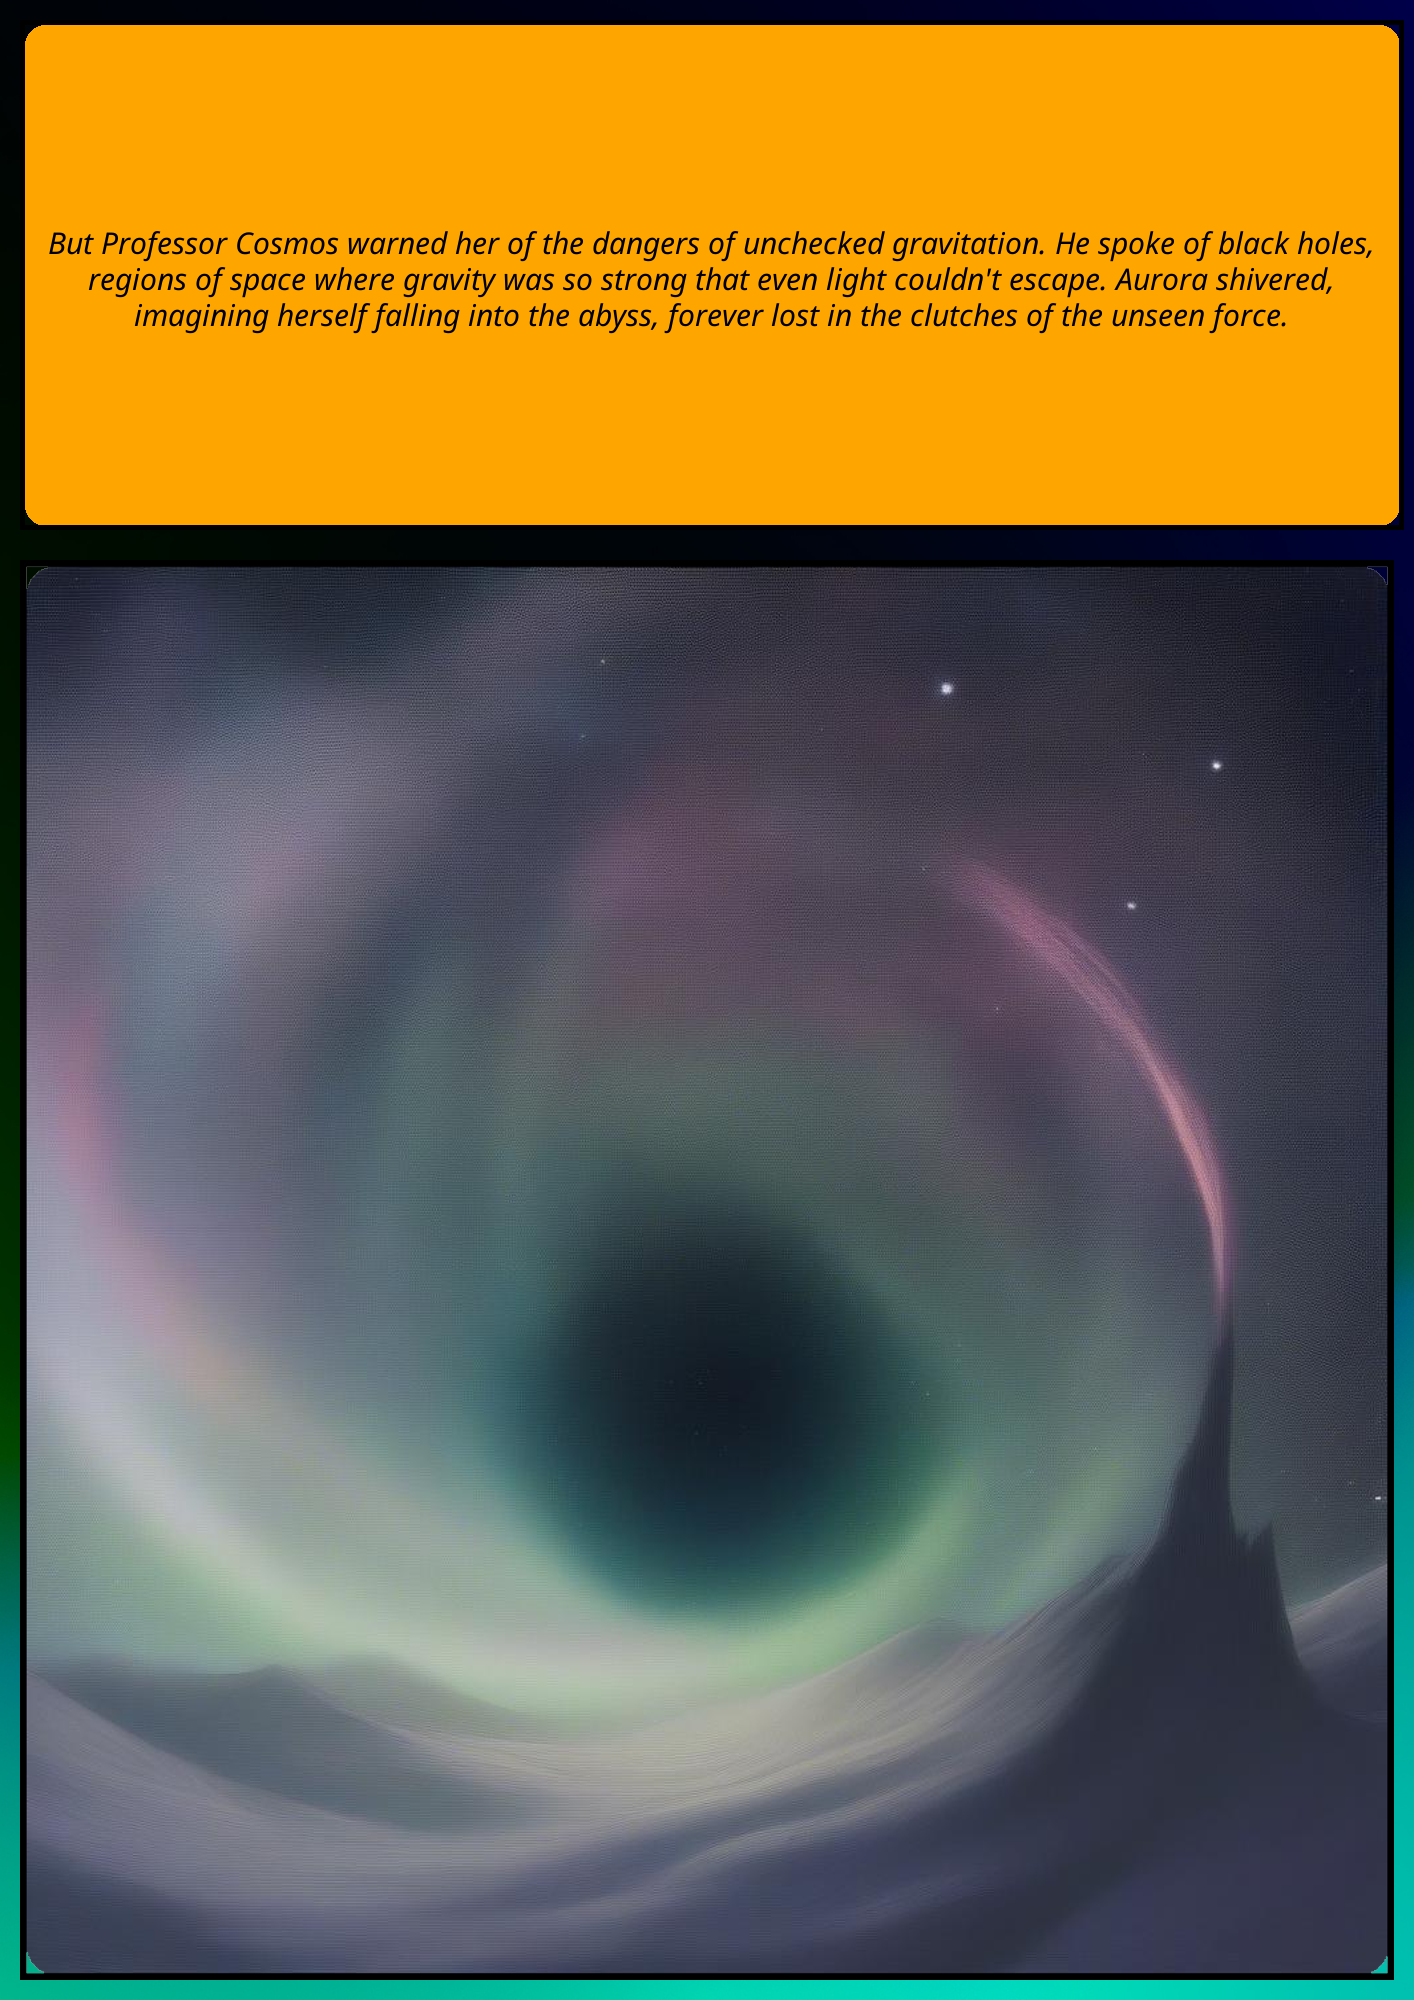 But Professor Cosmos warned her of the dangers of unchecked gravitation. He spoke of black holes,
regions of space where gravity was so strong that even light couldn't escape. Aurora shivered,
imagining herself falling into the abyss, forever lost in the clutches of the unseen force.